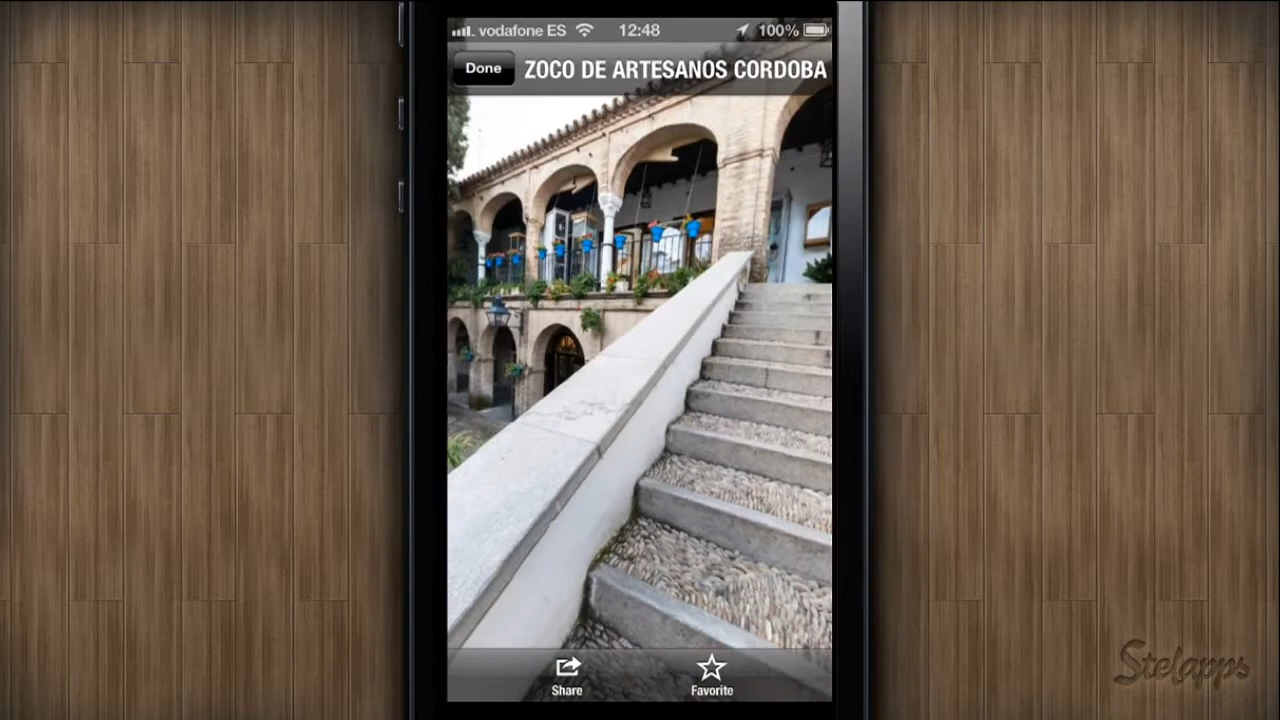 vodafone ES 12:48 100%
Done ZOCO DE ARTESANOS CORDOBA
Share Favorite
Stelapps